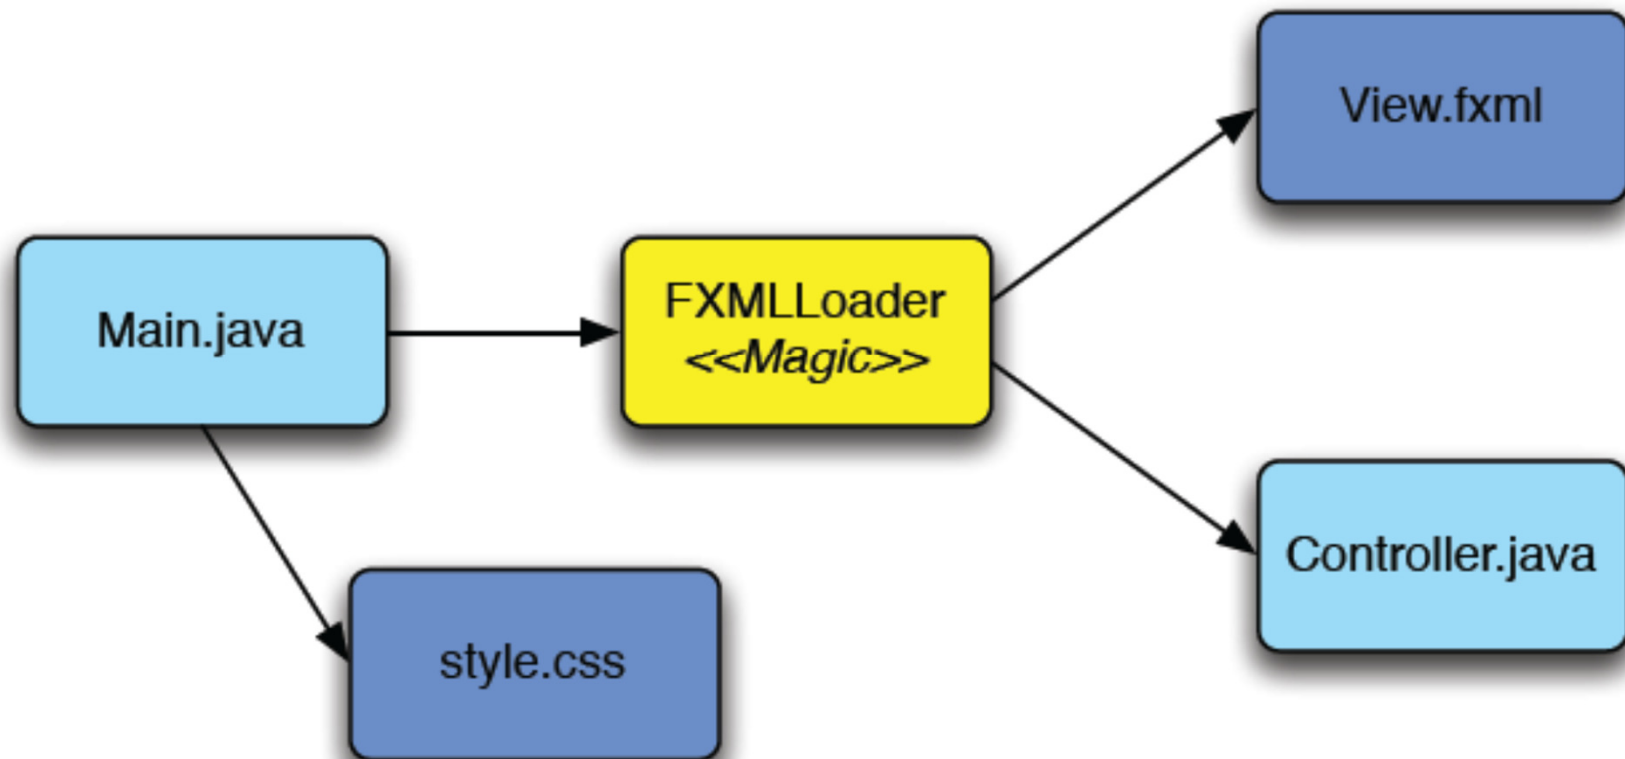 View.fxml
Main.java
FXMLLoader
<<Magic>>
Controller.java
style.css